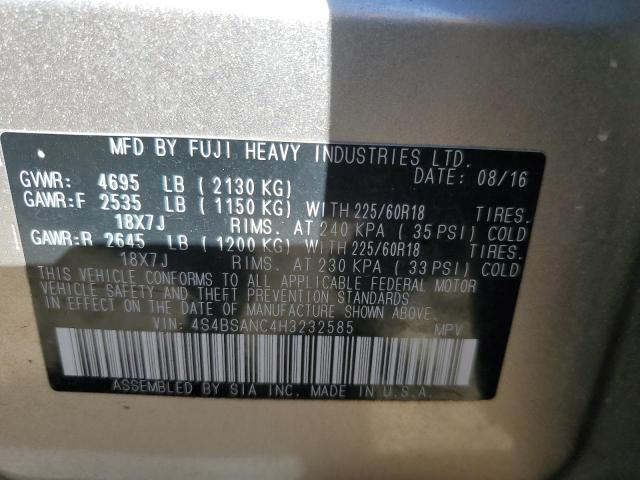 MFD BY FUJI HEAVY INDUSTRIES LTD.
DATE: 08/16
GVWR: 4695 LB ( 2130 KG)
GAWR:F 2535 LB ( 1150 KG) WITH 225/60R18 TIRES.
18X7J RIMS. AT 240 KPA ( 35 PSI) COLD
GAWR:R 2645 LB ( 1200 KG) WITH 225/60R18 TIRES.
18X7J RIMS. AT 230 KPA ( 33 PSI) COLD
THIS VEHICLE CONFORMS TO ALL APPLICABLE FEDERAL MOTOR
VEHICLE SAFETY AND THEFT PREVENTION STANDARDS
IN EFFECT ON THE DATE OF MANUFACTURE SHOWN ABOVE.
VIN: 4S4BSANC4H3232585 MPV
ASSEMBLED BY SIA INC. MADE IN U.S.A.